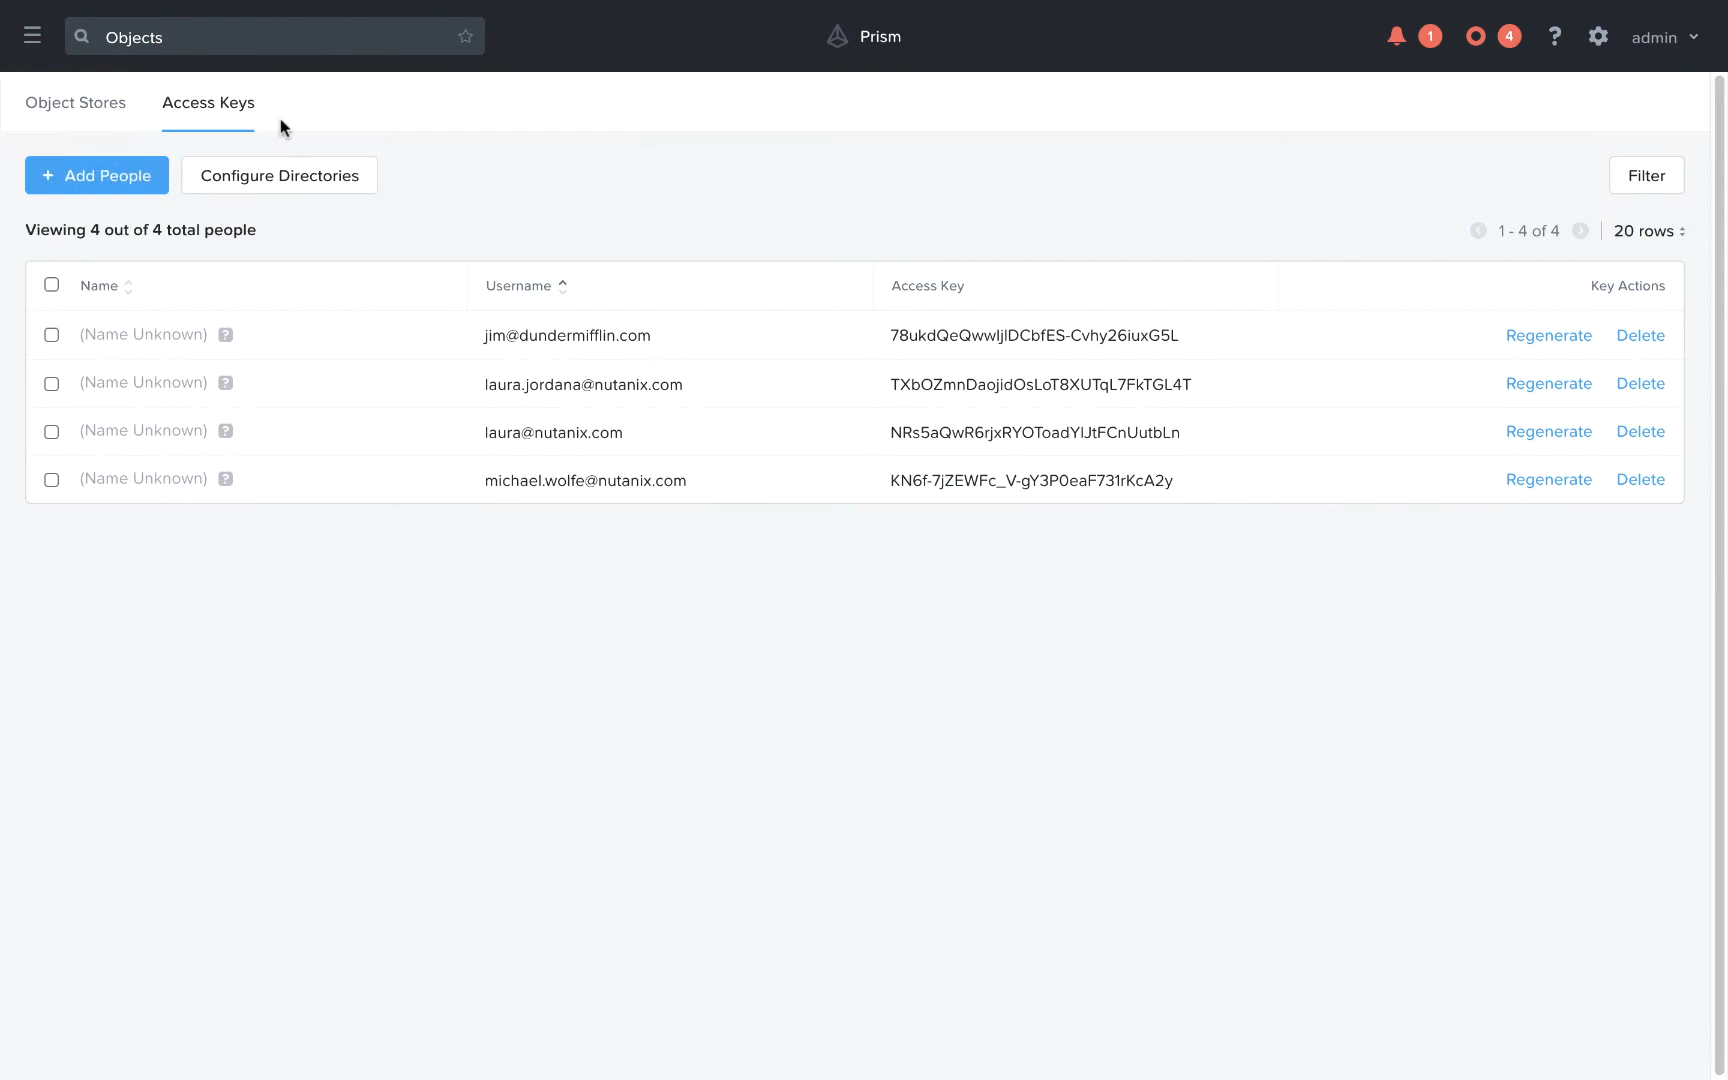 Objects
Prism
1
4
?
admin
Object Stores Access Keys
+ Add People Configure Directories Filter
Viewing 4 out of 4 total people 1 - 4 of 4 20 rows
Name Username Access Key Key Actions
(Name Unknown) ? jim@dundermifflin.com 78ukdQeQwwIjIDCbfES-Cvhy26iuxG5L Regenerate Delete
(Name Unknown) ? laura.jordana@nutanix.com TXbOZmnDaojidOsLoT8XUTqL7FkTGL4T Regenerate Delete
(Name Unknown) ? laura@nutanix.com NRs5aQwR6rjxRYOToadYIJtFCnUutbLn Regenerate Delete
(Name Unknown) ? michael.wolfe@nutanix.com KN6f-7jZEWFc_V-gY3P0eaF731rKcA2y Regenerate Delete